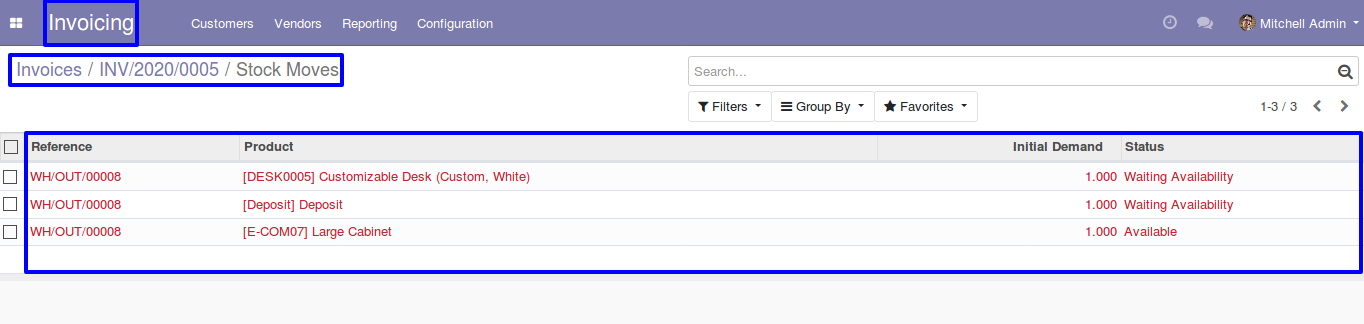 Invoicing Customers Vendors Reporting Configuration Mitchell Admin
Invoices / INV/2020/0005 / Stock Moves Search...
Filters Group By Favorites 1-3 / 3
Reference Product Initial Demand Status
WH/OUT/00008 [DESK0005] Customizable Desk (Custom, White) 1.000 Waiting Availability
WH/OUT/00008 [Deposit] Deposit 1.000 Waiting Availability
WH/OUT/00008 [E-COM07] Large Cabinet 1.000 Available